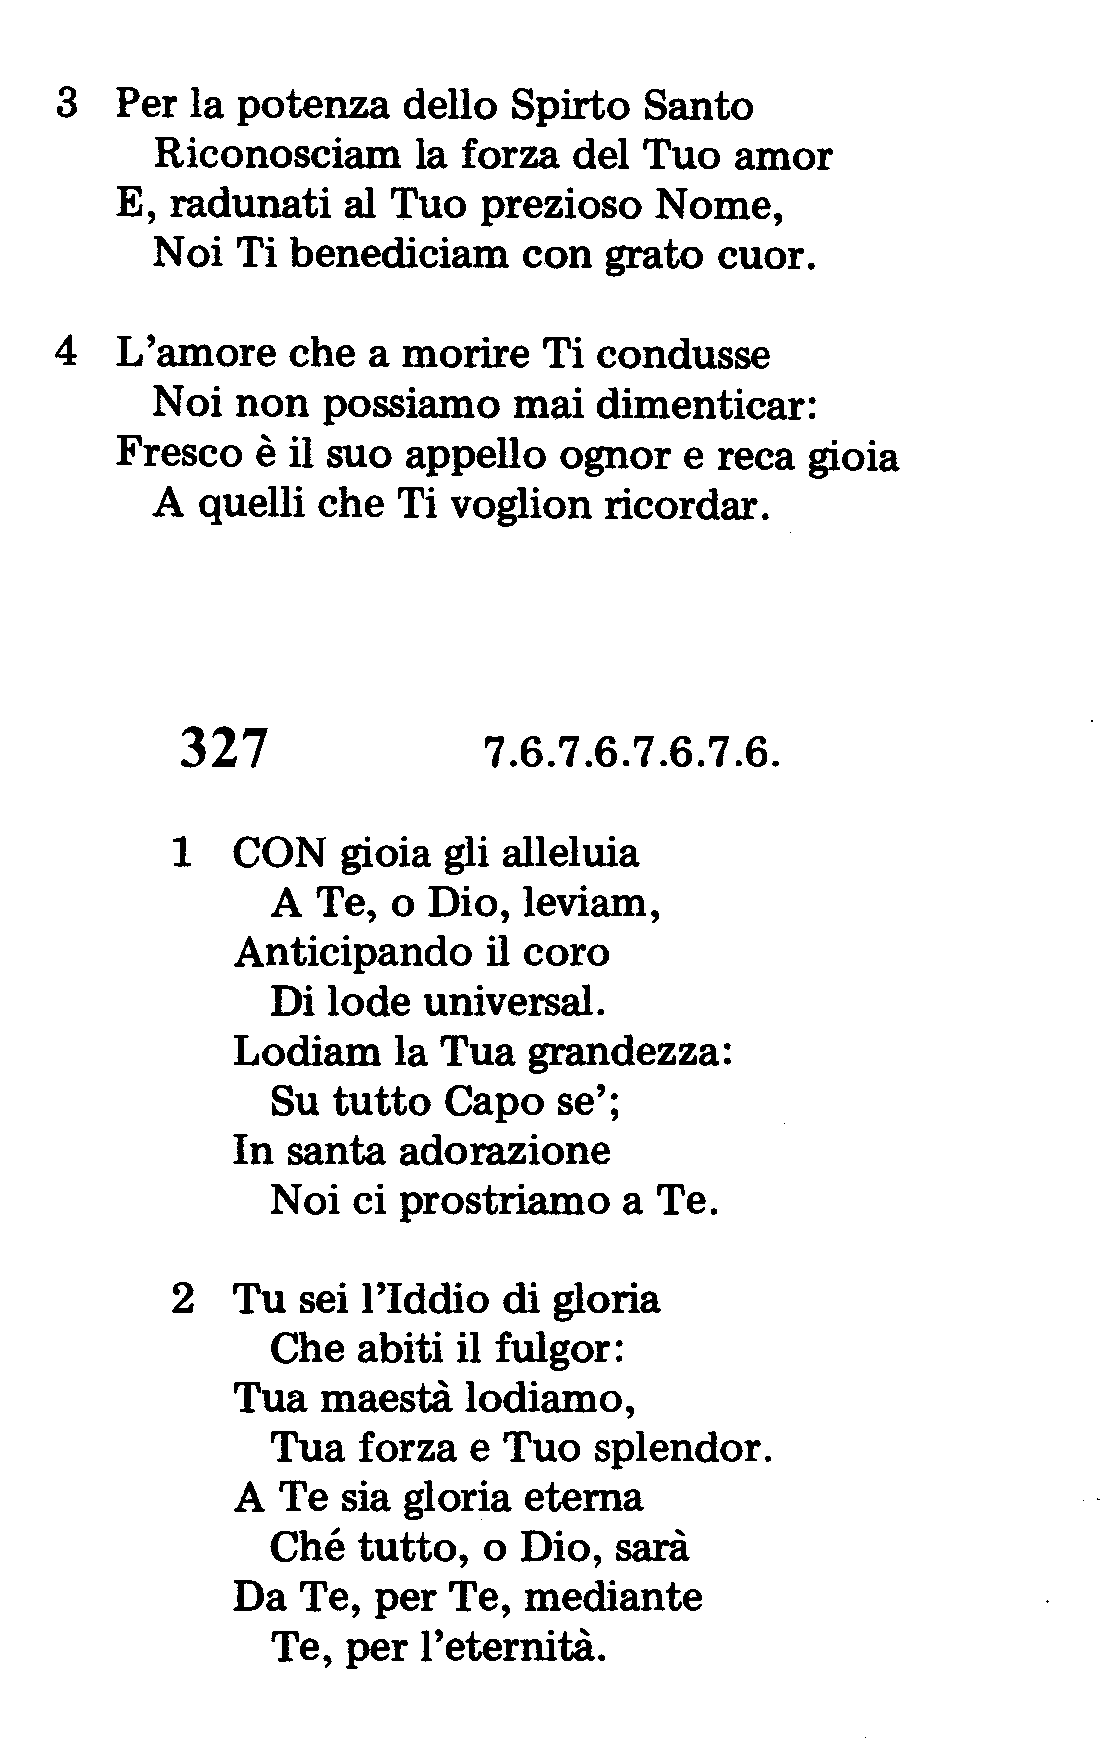 3 Per la potenza dello Spirto Santo
Riconosciam la forza del Tuo amor
E, radunati al Tuo prezioso Nome,
Noi Ti benediciam con grato cuor.
4 L’amore che a morire Ti condusse
Noi non possiamo mai dimenticar:
Fresco è il suo appello ognor e reca gioia
A quelli che Ti voglion ricordar.
327 7.6.7.6.7.6.7.6.
1 CON gioia gli alleluia
A Te, o Dio, leviam,
Anticipando il coro
Di lode universal.
Lodiam la Tua grandezza:
Su tutto Capo se’;
In santa adorazione
Noi ci prostriamo a Te.
2 Tu sei l’Iddio di gloria
Che abiti il fulgor:
Tua maestà lodiamo,
Tua forza e Tuo splendor.
A Te sia gloria eterna
Ché tutto, o Dio, sarà
Da Te, per Te, mediante
Te, per l’eternità.